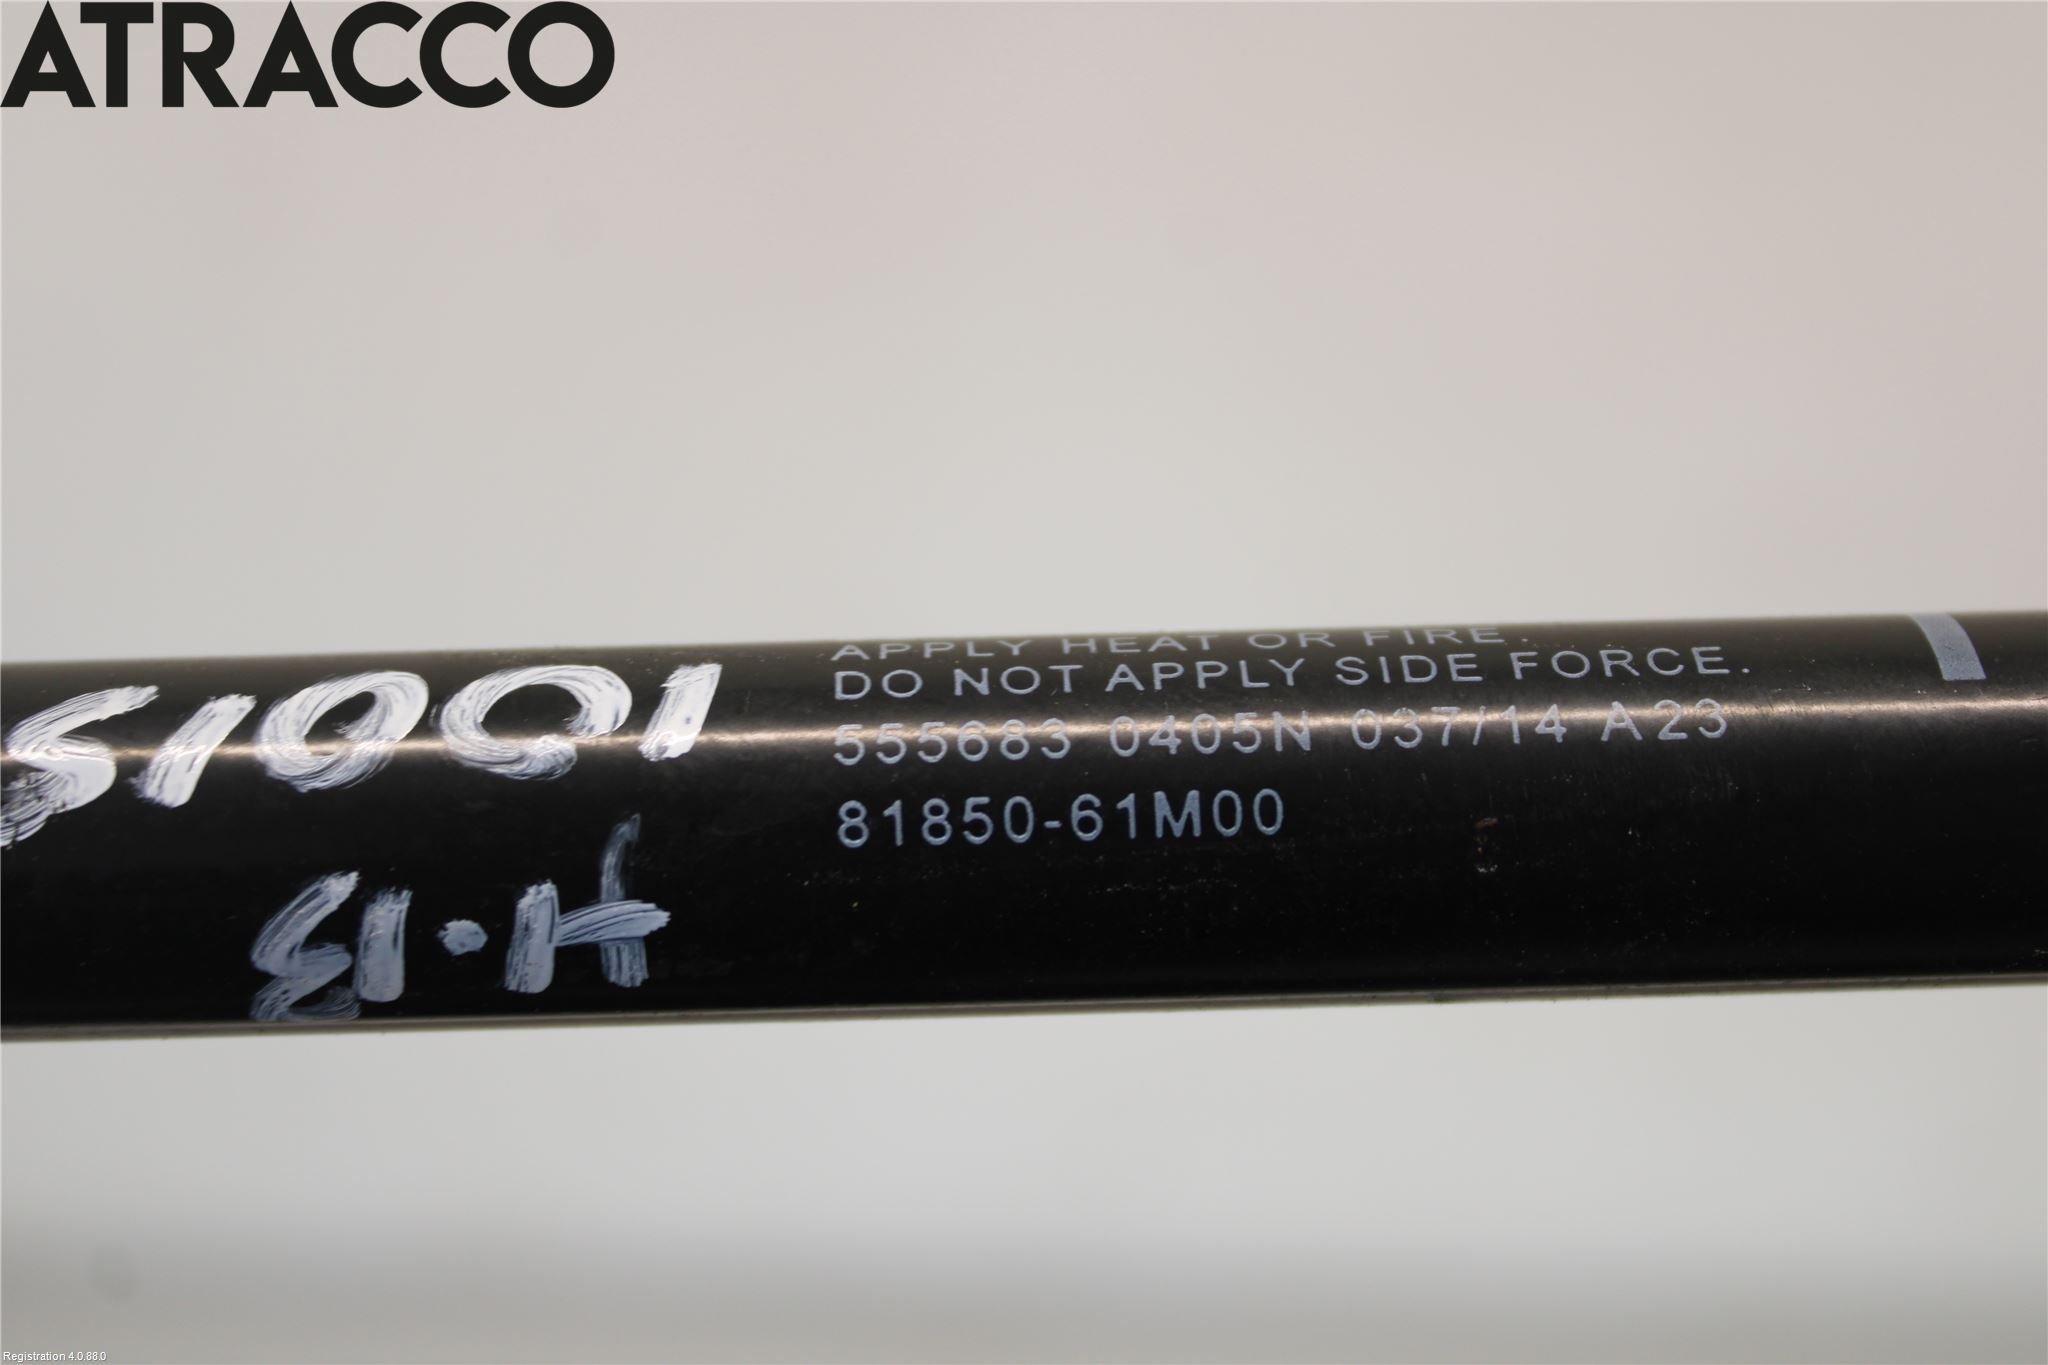 ATRACCO
APPLY HEAT OR FIRE.
DO NOT APPLY SIDE FORCE.
555683 0405N 037/14 A23
81850-61M00
H.13
Registration 4.0.88.0